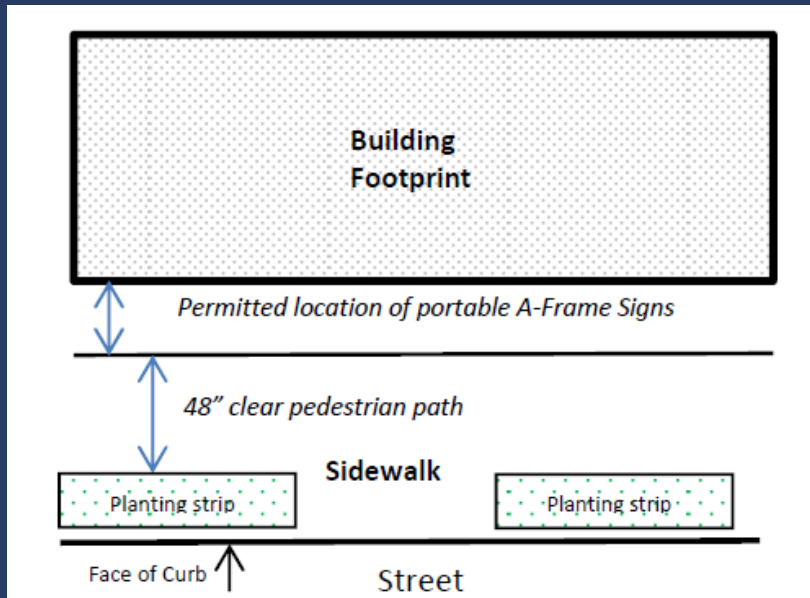 Building
Footprint
Permitted location of portable A-Frame Signs
48” clear pedestrian path
Sidewalk
Planting strip
Planting strip
Face of Curb
Street